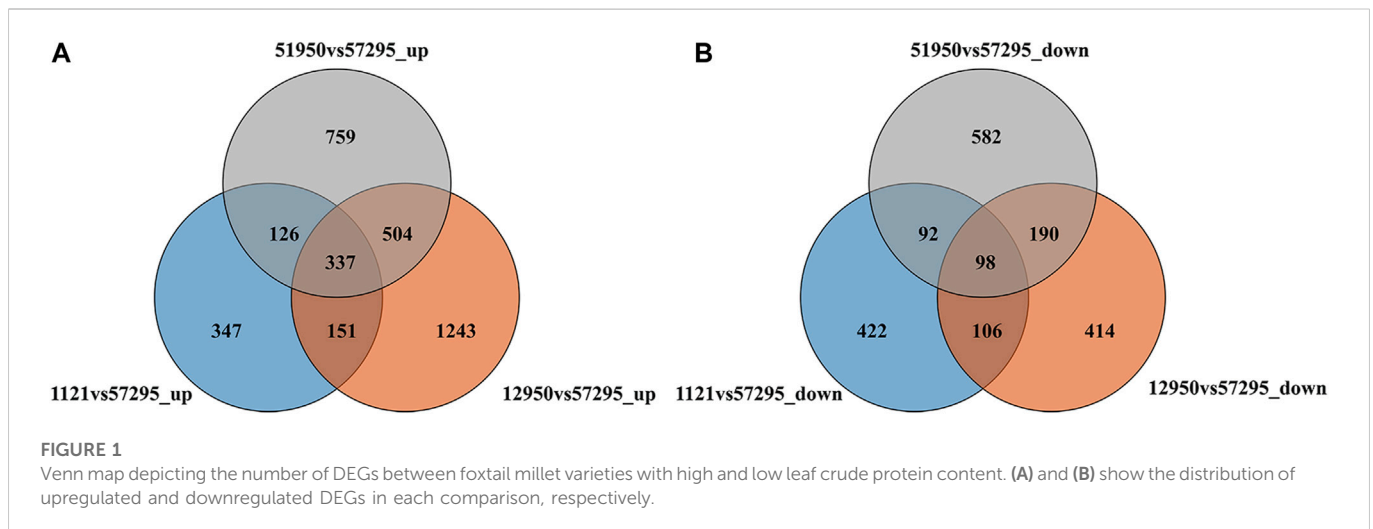 A
51950vs57295_up
759
126
504
337
347
151
1243
1121vs57295_up
12950vs57295_up
B
51950vs57295_down
582
92
190
98
422
106
414
1121vs57295_down
12950vs57295_down
FIGURE 1
Venn map depicting the number of DEGs between foxtail millet varieties with high and low leaf crude protein content. (A) and (B) show the distribution of
upregulated and downregulated DEGs in each comparison, respectively.